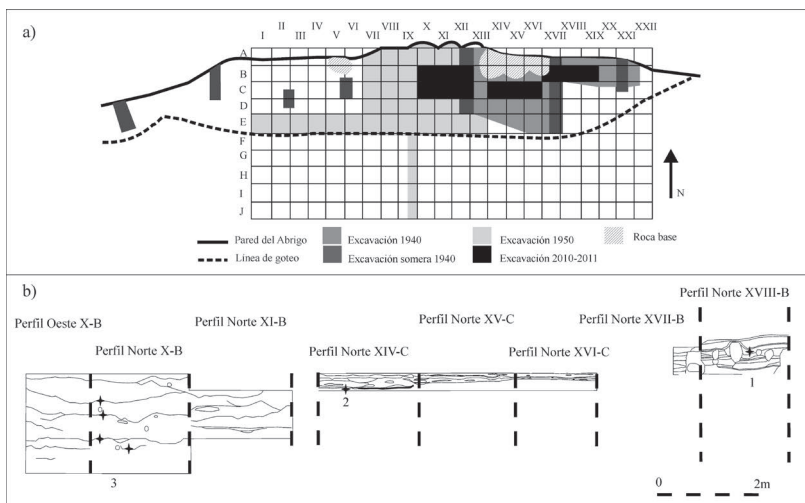 a)
II IV VI VIII X XII XIV XVI XVIII XX XXII
I III V VII IX XI XIII XV XVII XIX XXI
A
B
C
D
E
F
G
H
I
J
N
Pared del Abrigo
Excavación 1940
Excavación 1950
Roca base
Línea de goteo
Excavación somera 1940
Excavación 2010-2011
b)
Perfil Norte XVIII-B
Perfil Oeste X-B
Perfil Norte XI-B
Perfil Norte XV-C
Perfil Norte XVII-B
Perfil Norte X-B
Perfil Norte XIV-C
Perfil Norte XVI-C
1
2
3
0 2m